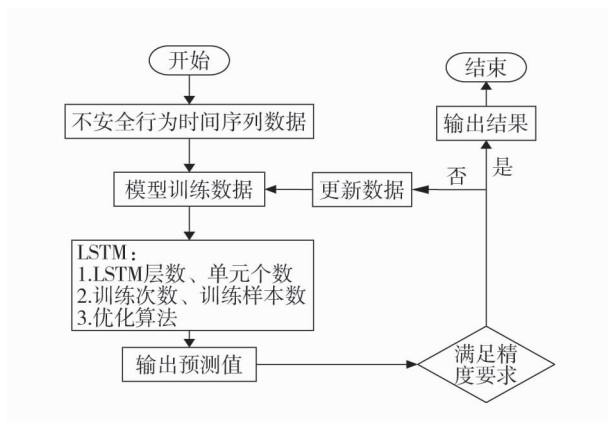 开始
不安全行为时间序列数据
模型训练数据
LSTM：
1.LSTM层数、单元个数
2.训练次数、训练样本数
3.优化算法
输出预测值
满足精
度要求
否
是
更新数据
输出结果
结束